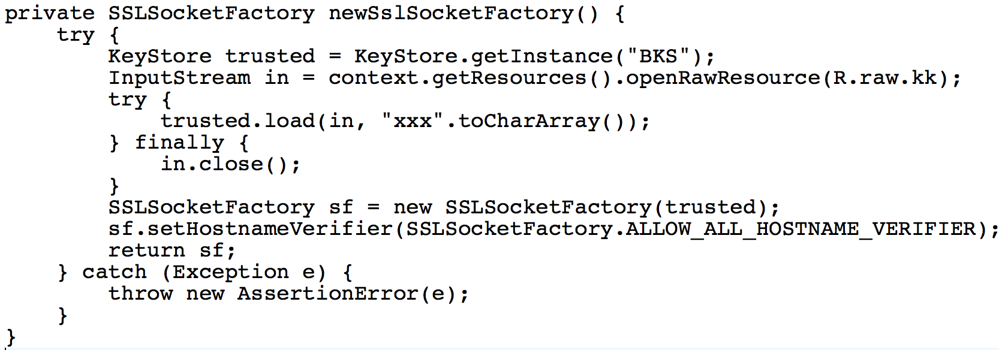 private SSLSocketFactory newSslSocketFactory() {
    try {
        KeyStore trusted = KeyStore.getInstance("BKS");
        InputStream in = context.getResources().openRawResource(R.raw.kk);
        try {
            trusted.load(in, "xxx".toCharArray());
        } finally {
            in.close();
        }
        SSLSocketFactory sf = new SSLSocketFactory(trusted);
        sf.setHostnameVerifier(SSLSocketFactory.ALLOW_ALL_HOSTNAME_VERIFIER);
        return sf;
    } catch (Exception e) {
        throw new AssertionError(e);
    }
}